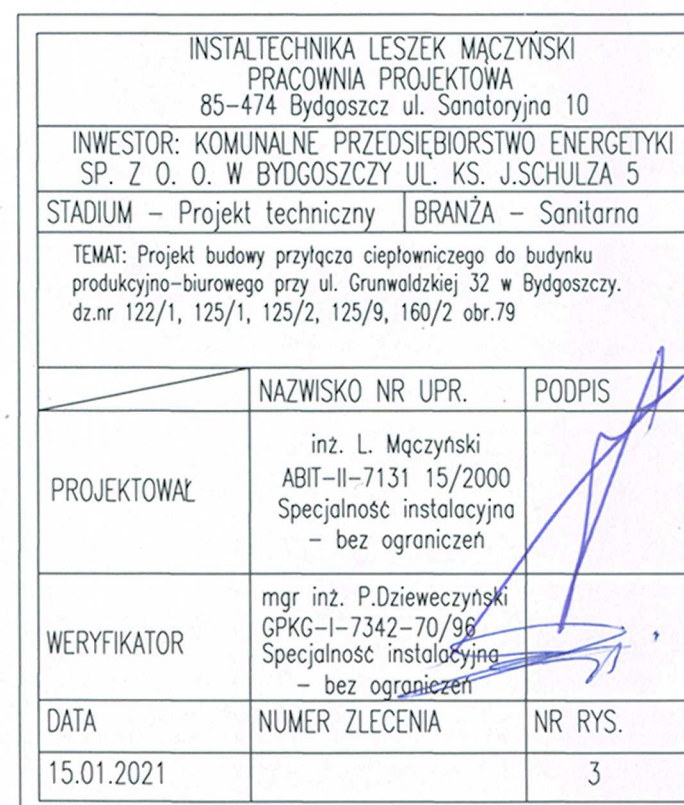 INSTALTECHNIKA LESZEK MĄCZYŃSKI
PRACOWNIA PROJEKTOWA
85-474 Bydgoszcz ul. Sanatoryjna 10
INWESTOR: KOMUNALNE PRZEDSIĘBIORSTWO ENERGETYKI
SP. Z O. O. W BYDGOSZCZY UL. KS. J.SCHULZA 5
STADIUM – Projekt techniczny
BRANŻA – Sanitarna
TEMAT: Projekt budowy przyłącza ciepłowniczego do budynku
produkcyjno-biurowego przy ul. Grunwaldzkiej 32 w Bydgoszczy.
dz.nr 122/1, 125/1, 125/2, 125/9, 160/2 obr.79
NAZWISKO NR UPR.
PODPIS
PROJEKTOWAŁ
inż. L. Mączyński
ABIT-II-7131 15/2000
Specjalność instalacyjna
– bez ograniczeń
WERYFIKATOR
mgr inż. P.Dzieweczyński
GPKG-I-7342-70/96
Specjalność instalacyjna
– bez ograniczeń
DATA
NUMER ZLECENIA
NR RYS.
15.01.2021
3